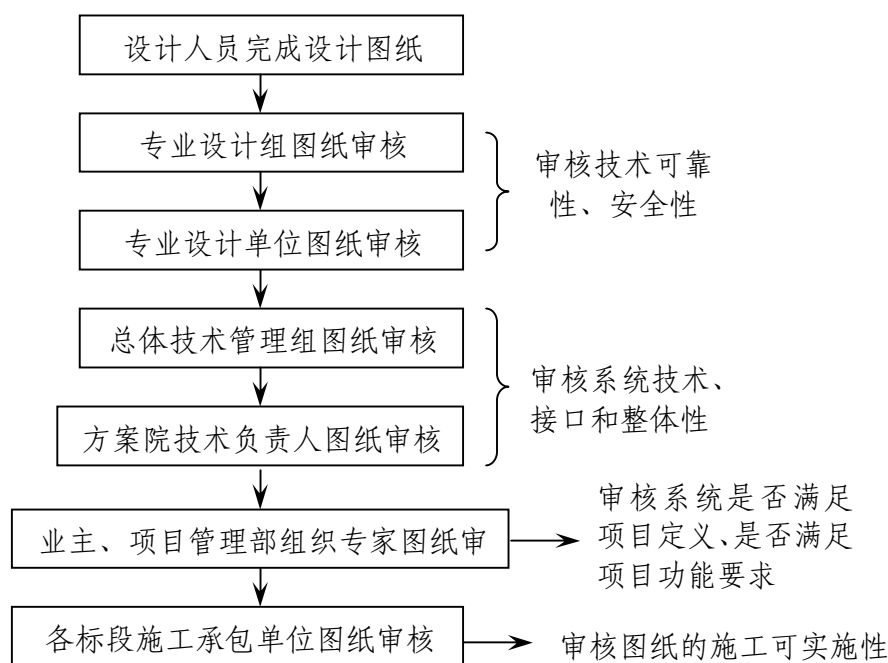 设计人员完成设计图纸
专业设计组图纸审核
审核技术可靠
性、安全性
专业设计单位图纸审核
总体技术管理组图纸审核
审核系统技术、
接口和整体性
方案院技术负责人图纸审核
审核系统是否满足
业主、项目管理部组织专家图纸审
项目定义、是否满足
项目功能要求
各标段施工承包单位图纸审核
审核图纸的施工可实施性